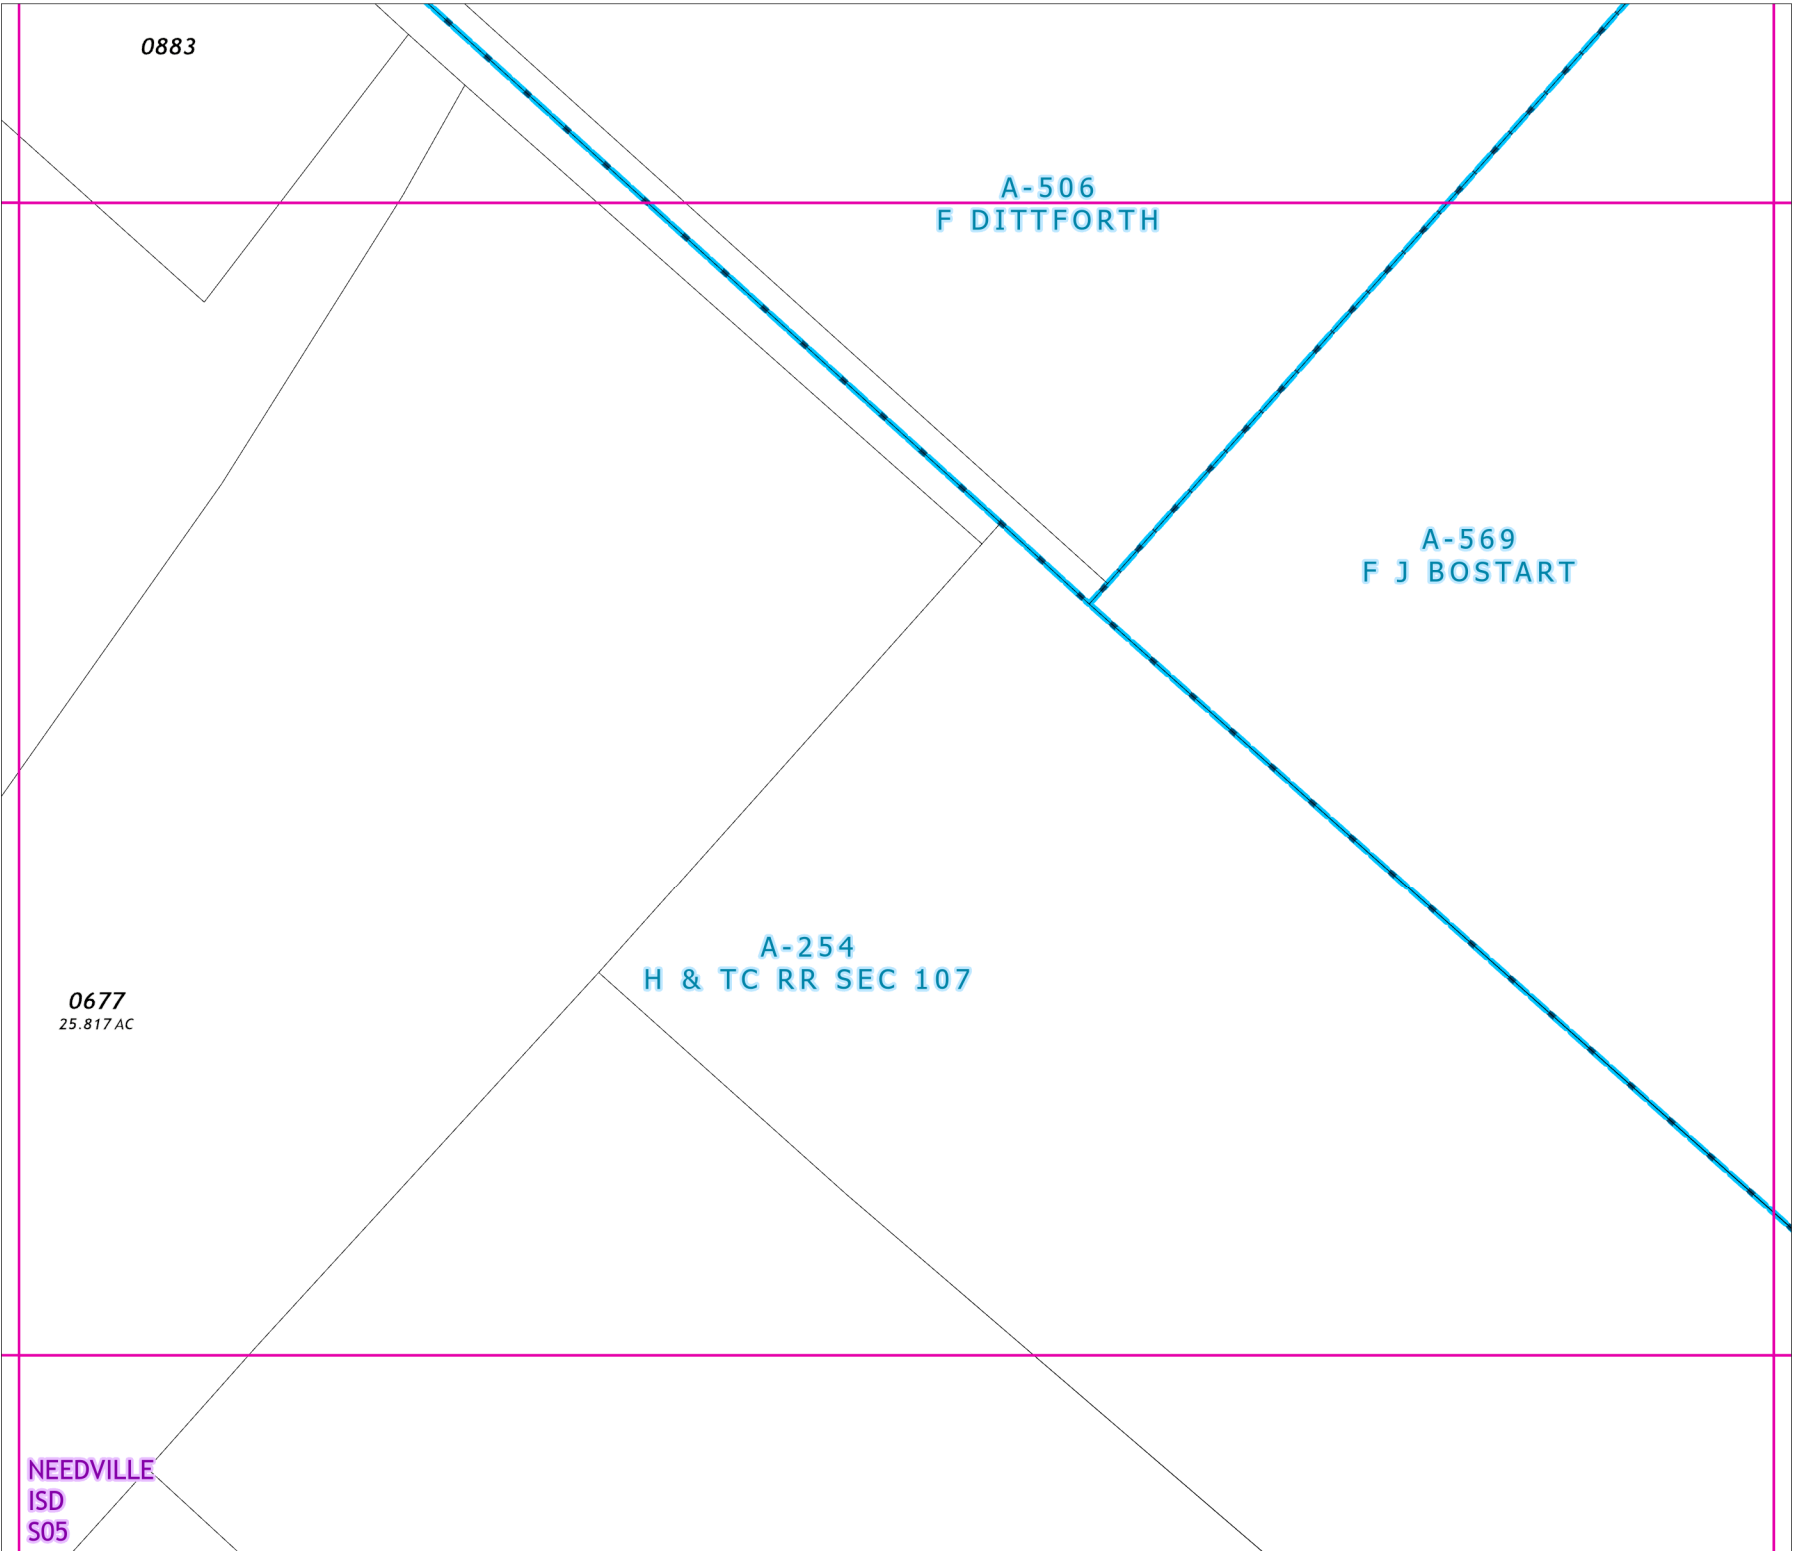 0883
A-506
F DITTFORTH
A-569
F J BOSTART
A-254
H & TC RR SEC 107
0677
25.817 AC
NEEDVILLE
ISD
S05